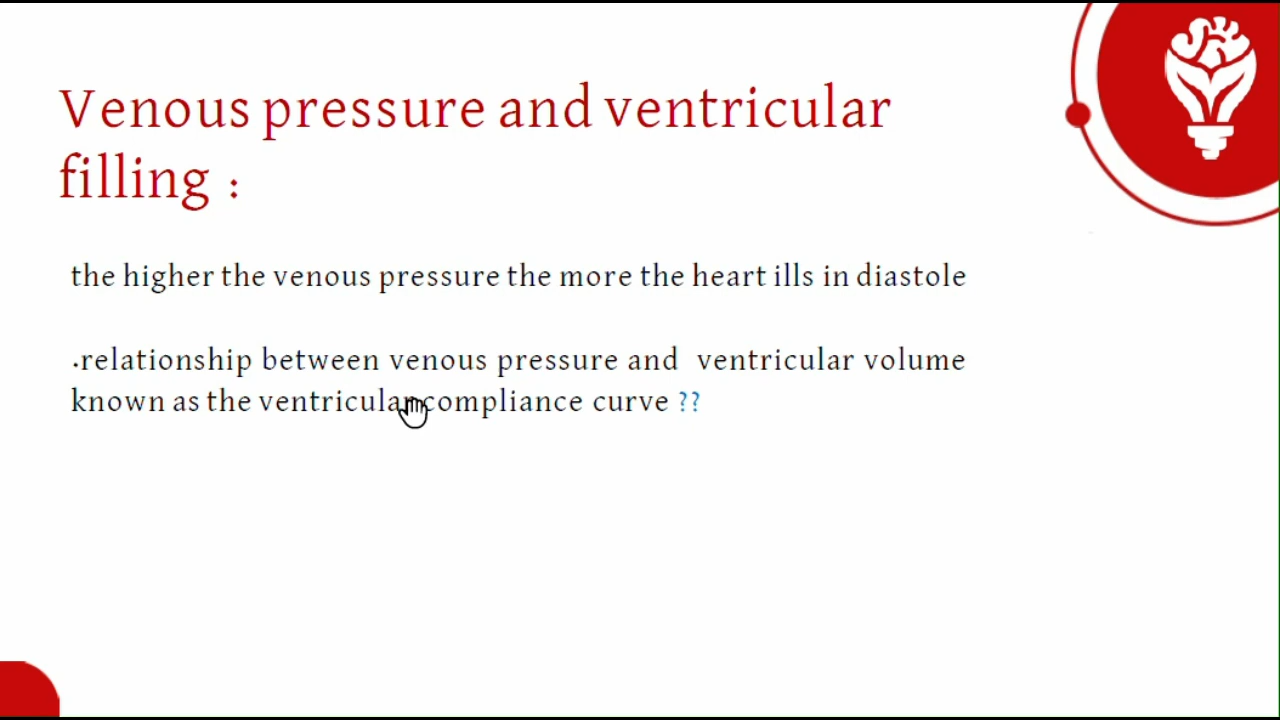 Venous pressure and ventricular
filling :
the higher the venous pressure the more the heart ills in diastole
.relationship between venous pressure and ventricular volume
known as the ventricular compliance curve ??